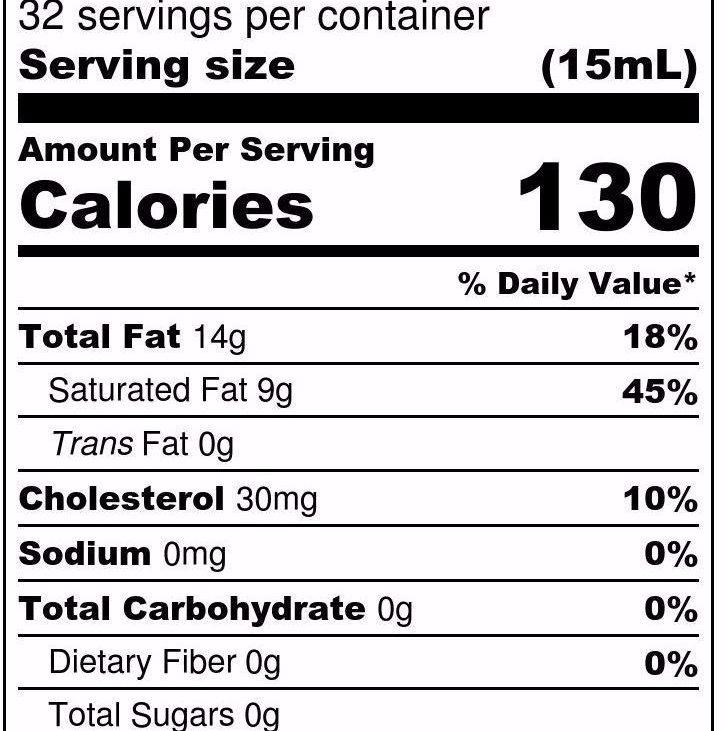 32 servings per container
Serving size (15mL)
Amount Per Serving
Calories 130
% Daily Value*
Total Fat 14g 18%
Saturated Fat 9g 45%
Trans Fat 0g
Cholesterol 30mg 10%
Sodium 0mg 0%
Total Carbohydrate 0g 0%
Dietary Fiber 0g 0%
Total Sugars 0g